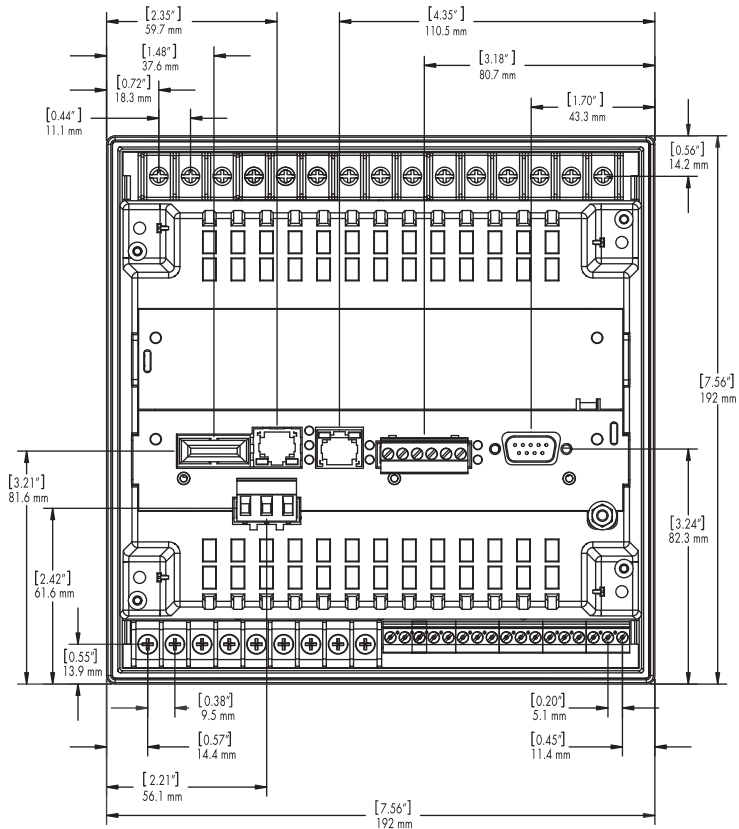 [2.35"]
59.7 mm
[4.35"]
110.5 mm
[1.48"]
37.6 mm
[3.18"]
80.7 mm
[0.72"]
18.3 mm
[1.70"]
43.3 mm
[0.44"]
11.1 mm
[0.56"]
14.2 mm
[7.56"]
192 mm
[3.21"]
81.6 mm
[3.24"]
82.3 mm
[2.42"]
61.6 mm
[0.55"]
13.9 mm
[0.38"]
9.5 mm
[0.20"]
5.1 mm
[0.57"]
14.4 mm
[0.45"]
11.4 mm
[2.21"]
56.1 mm
[7.56"]
192 mm